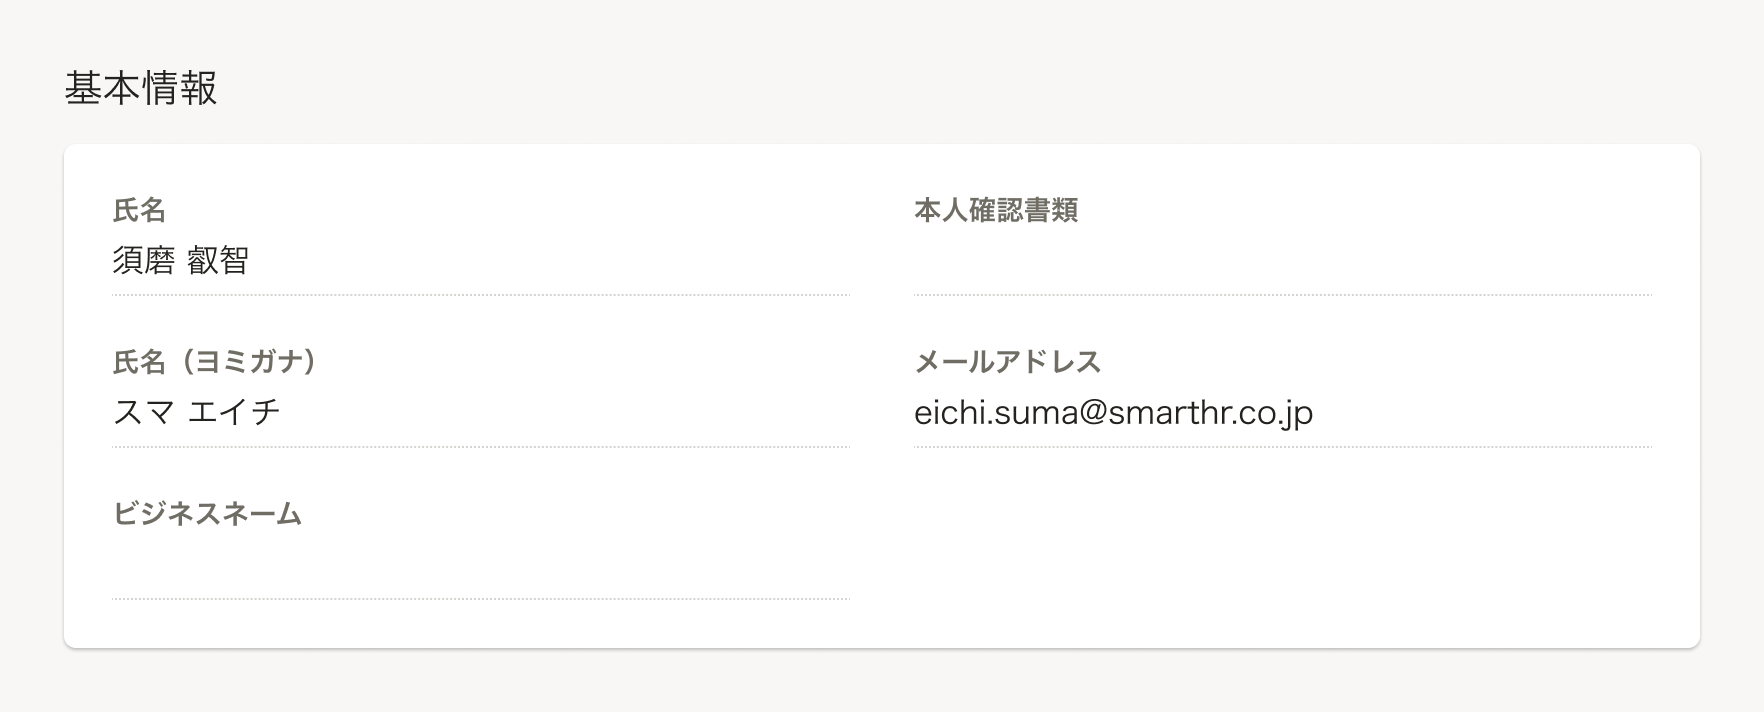 基本情報
氏名
須磨 叡智
本人確認書類
氏名（ヨミガナ）
スマ エイチ
メールアドレス
eichi.suma@smarthr.co.jp
ビジネスネーム